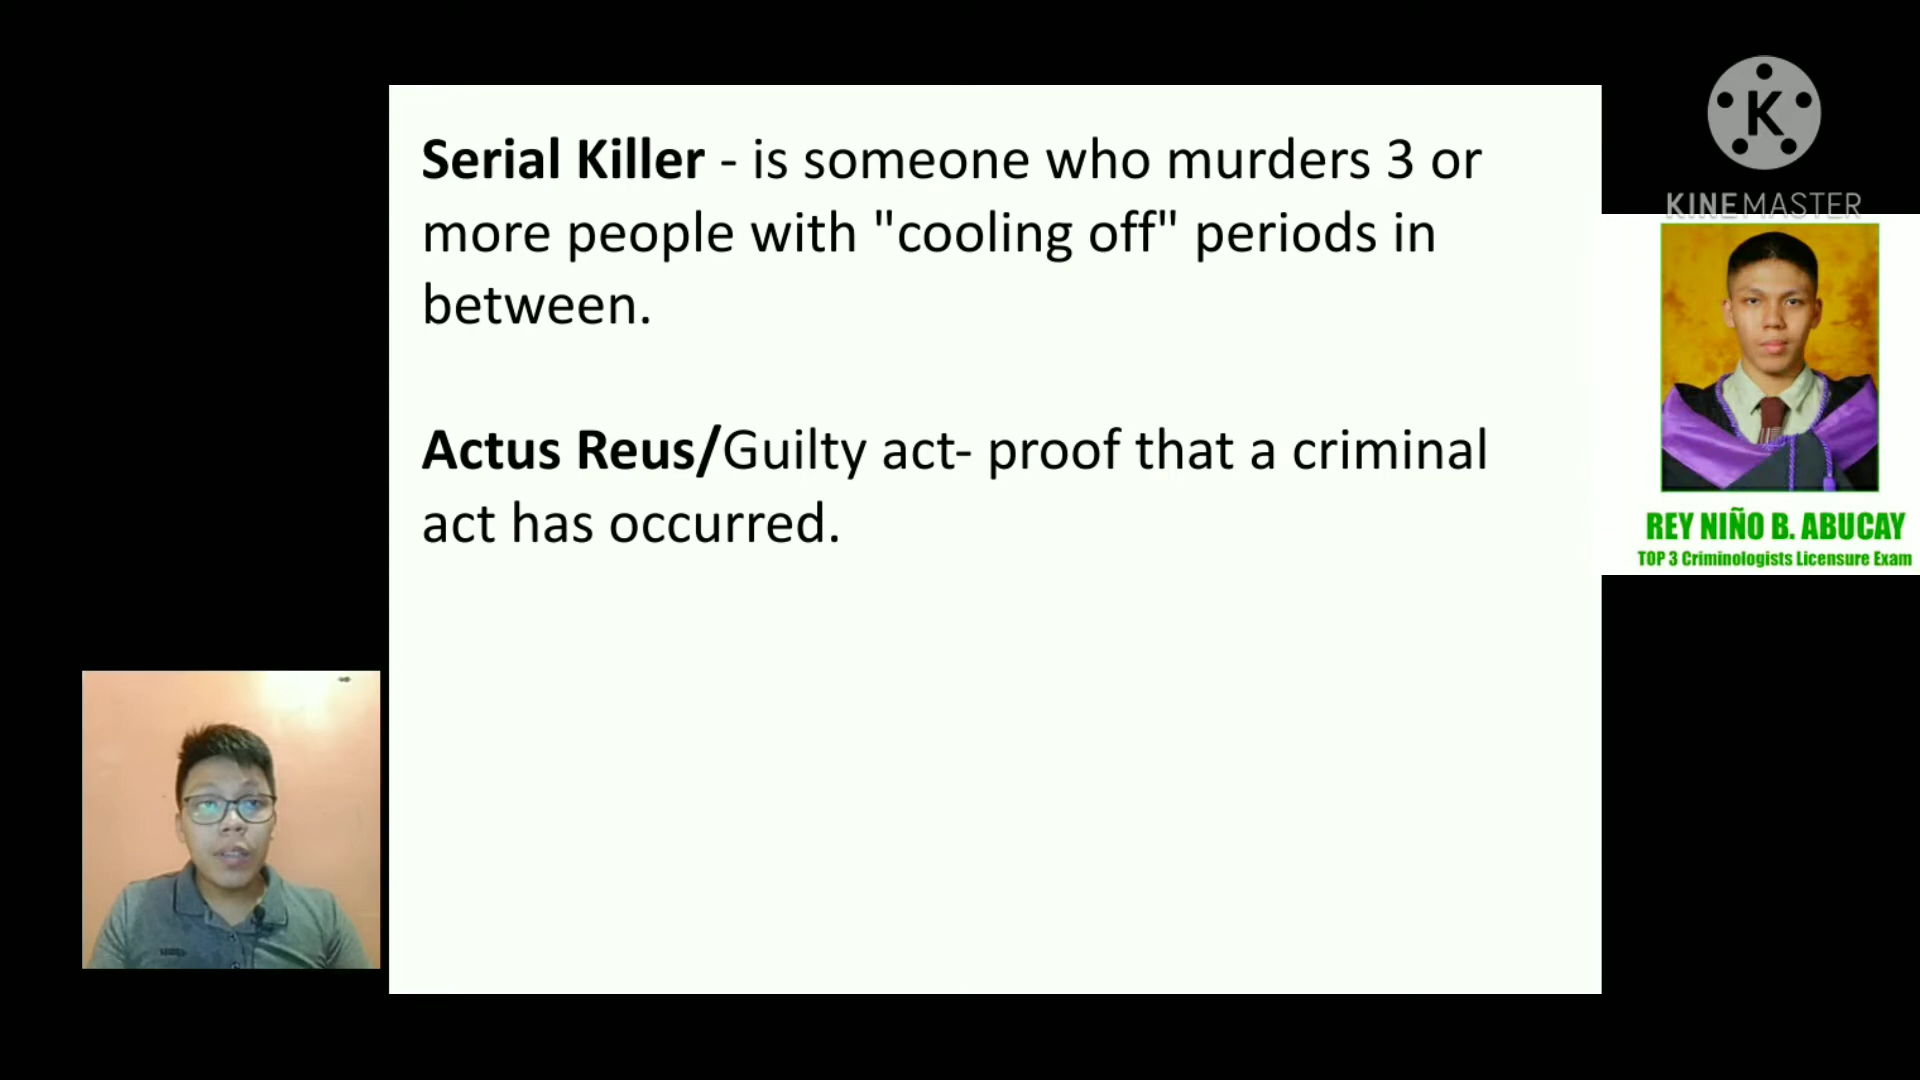 Serial Killer - is someone who murders 3 or
more people with "cooling off" periods in
between.
Actus Reus/Guilty act- proof that a criminal
act has occurred.
K
KINEMASTER
REY NIÑO B. ABUCAY
TOP 3 Criminologists Licensure Exam